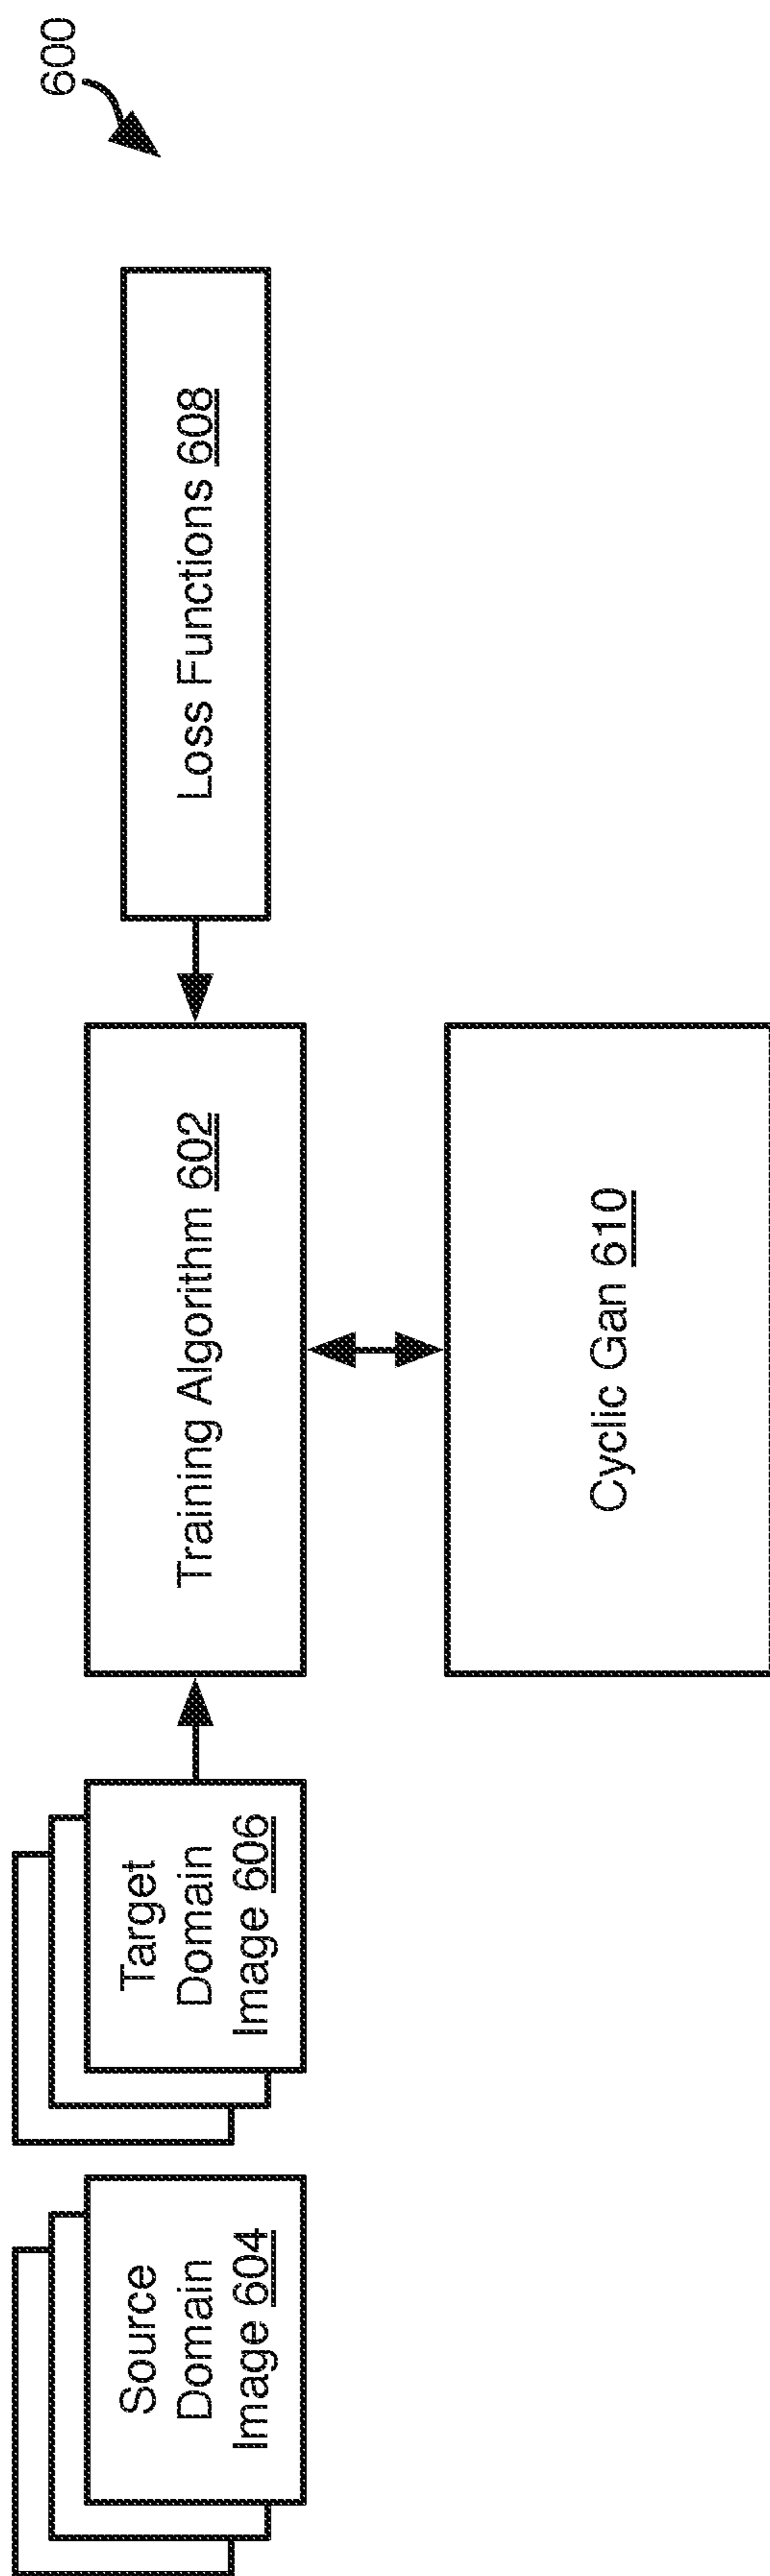 600
Source
Domain
Image 604
Target
Domain
Image 606
Training Algorithm 602
Loss Functions 608
Cyclic Gan 610